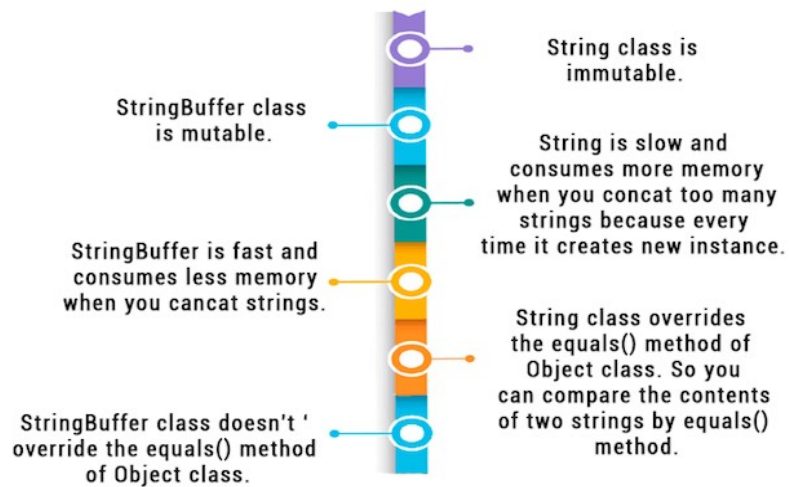 String class is
immutable.
StringBuffer class
is mutable.
String is slow and
consumes more memory
when you concat too many
strings because every
time it creates new instance.
StringBuffer is fast and
consumes less memory
when you cancat strings.
String class overrides
the equals() method of
Object class. So you
can compare the contents
of two strings by equals()
method.
StringBuffer class doesn't ‘
override the equals() method
of Object class.